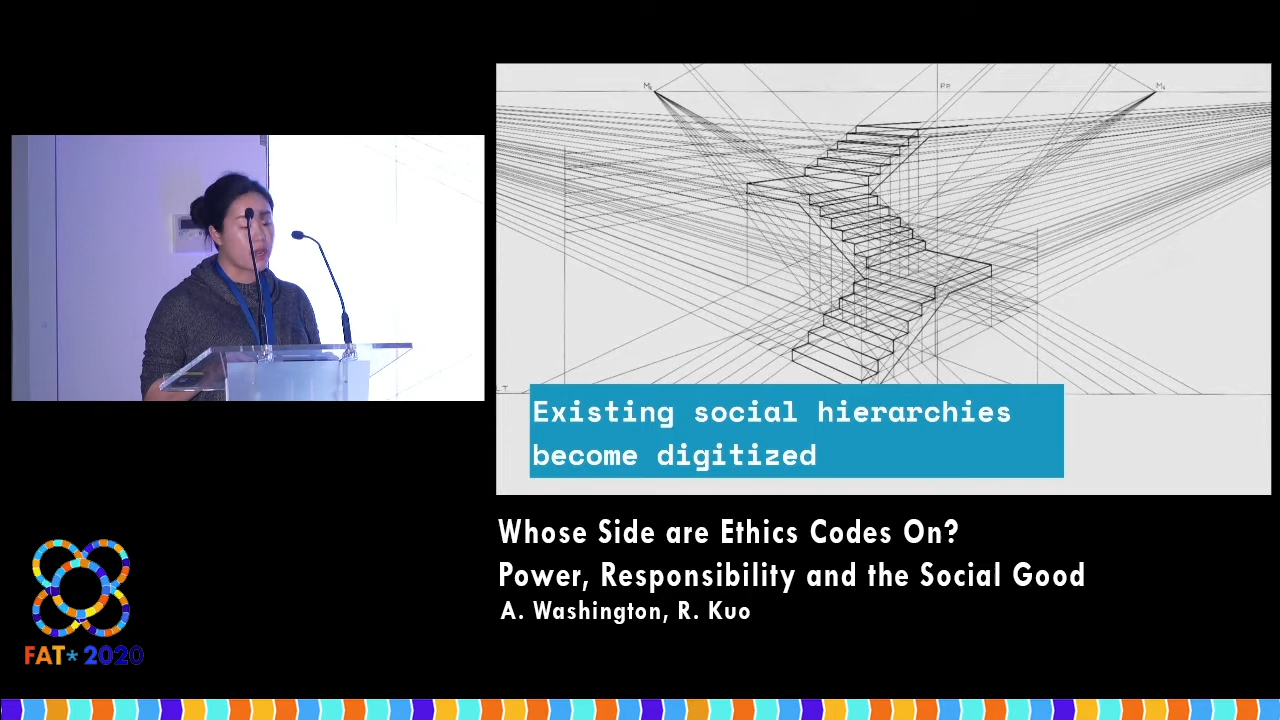 PP
Existing social hierarchies
become digitized
Whose Side are Ethics Codes On?
Power, Responsibility and the Social Good
A. Washington, R. Kuo
FAT* 2020